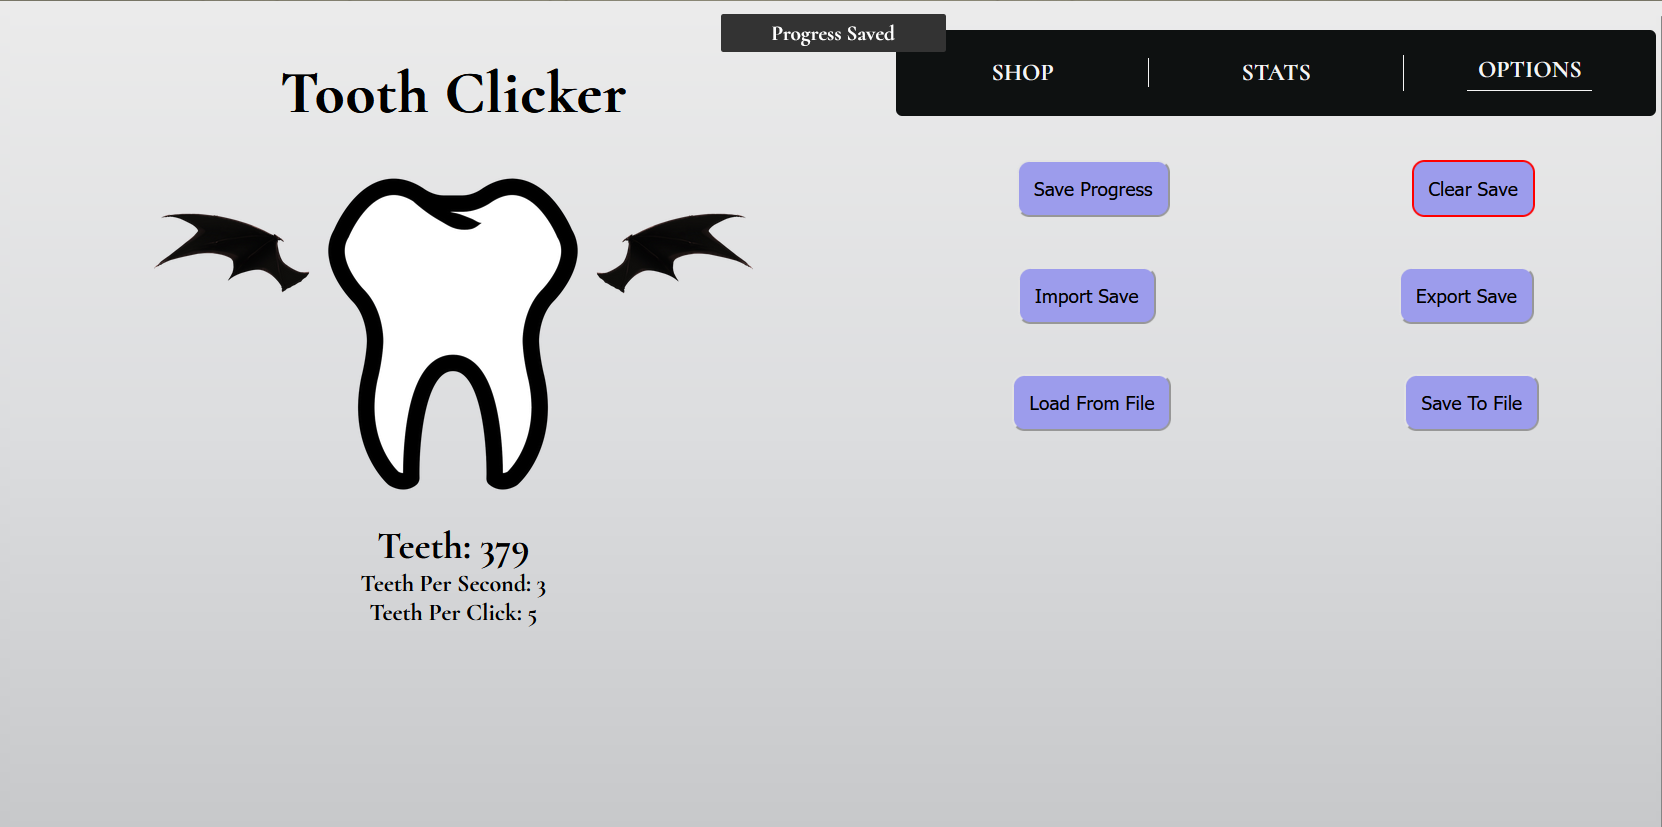 Progress Saved
Tooth Clicker
SHOP
STATS
OPTIONS
Save Progress
Clear Save
Import Save
Export Save
Load From File
Save To File
Teeth: 379
Teeth Per Second: 3
Teeth Per Click: 5